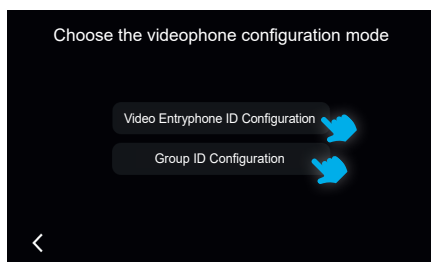 Choose the videophone configuration mode
Video Entryphone ID Configuration
Group ID Configuration